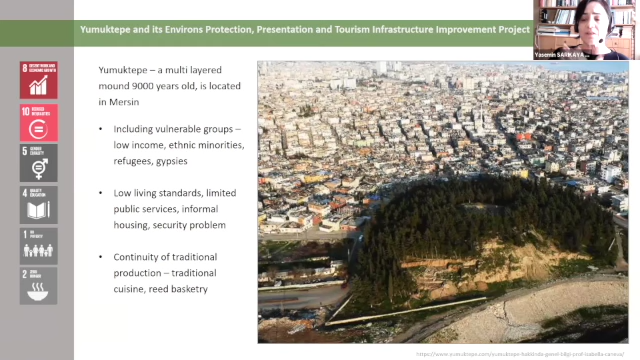 Yumuktepe and its Environs Protection, Presentation and Tourism Infrastructure Improvement Project
Yasemin SARIKAYA
8
10
5
4
1
2
Yumuktepe – a multi layered
mound 9000 years old, is located
in Mersin
• Including vulnerable groups –
low income, ethnic minorities,
refugees, gypsies
• Low living standards, limited
public services, informal
housing, security problem
• Continuity of traditional
production – traditional
cuisine, reed basketry